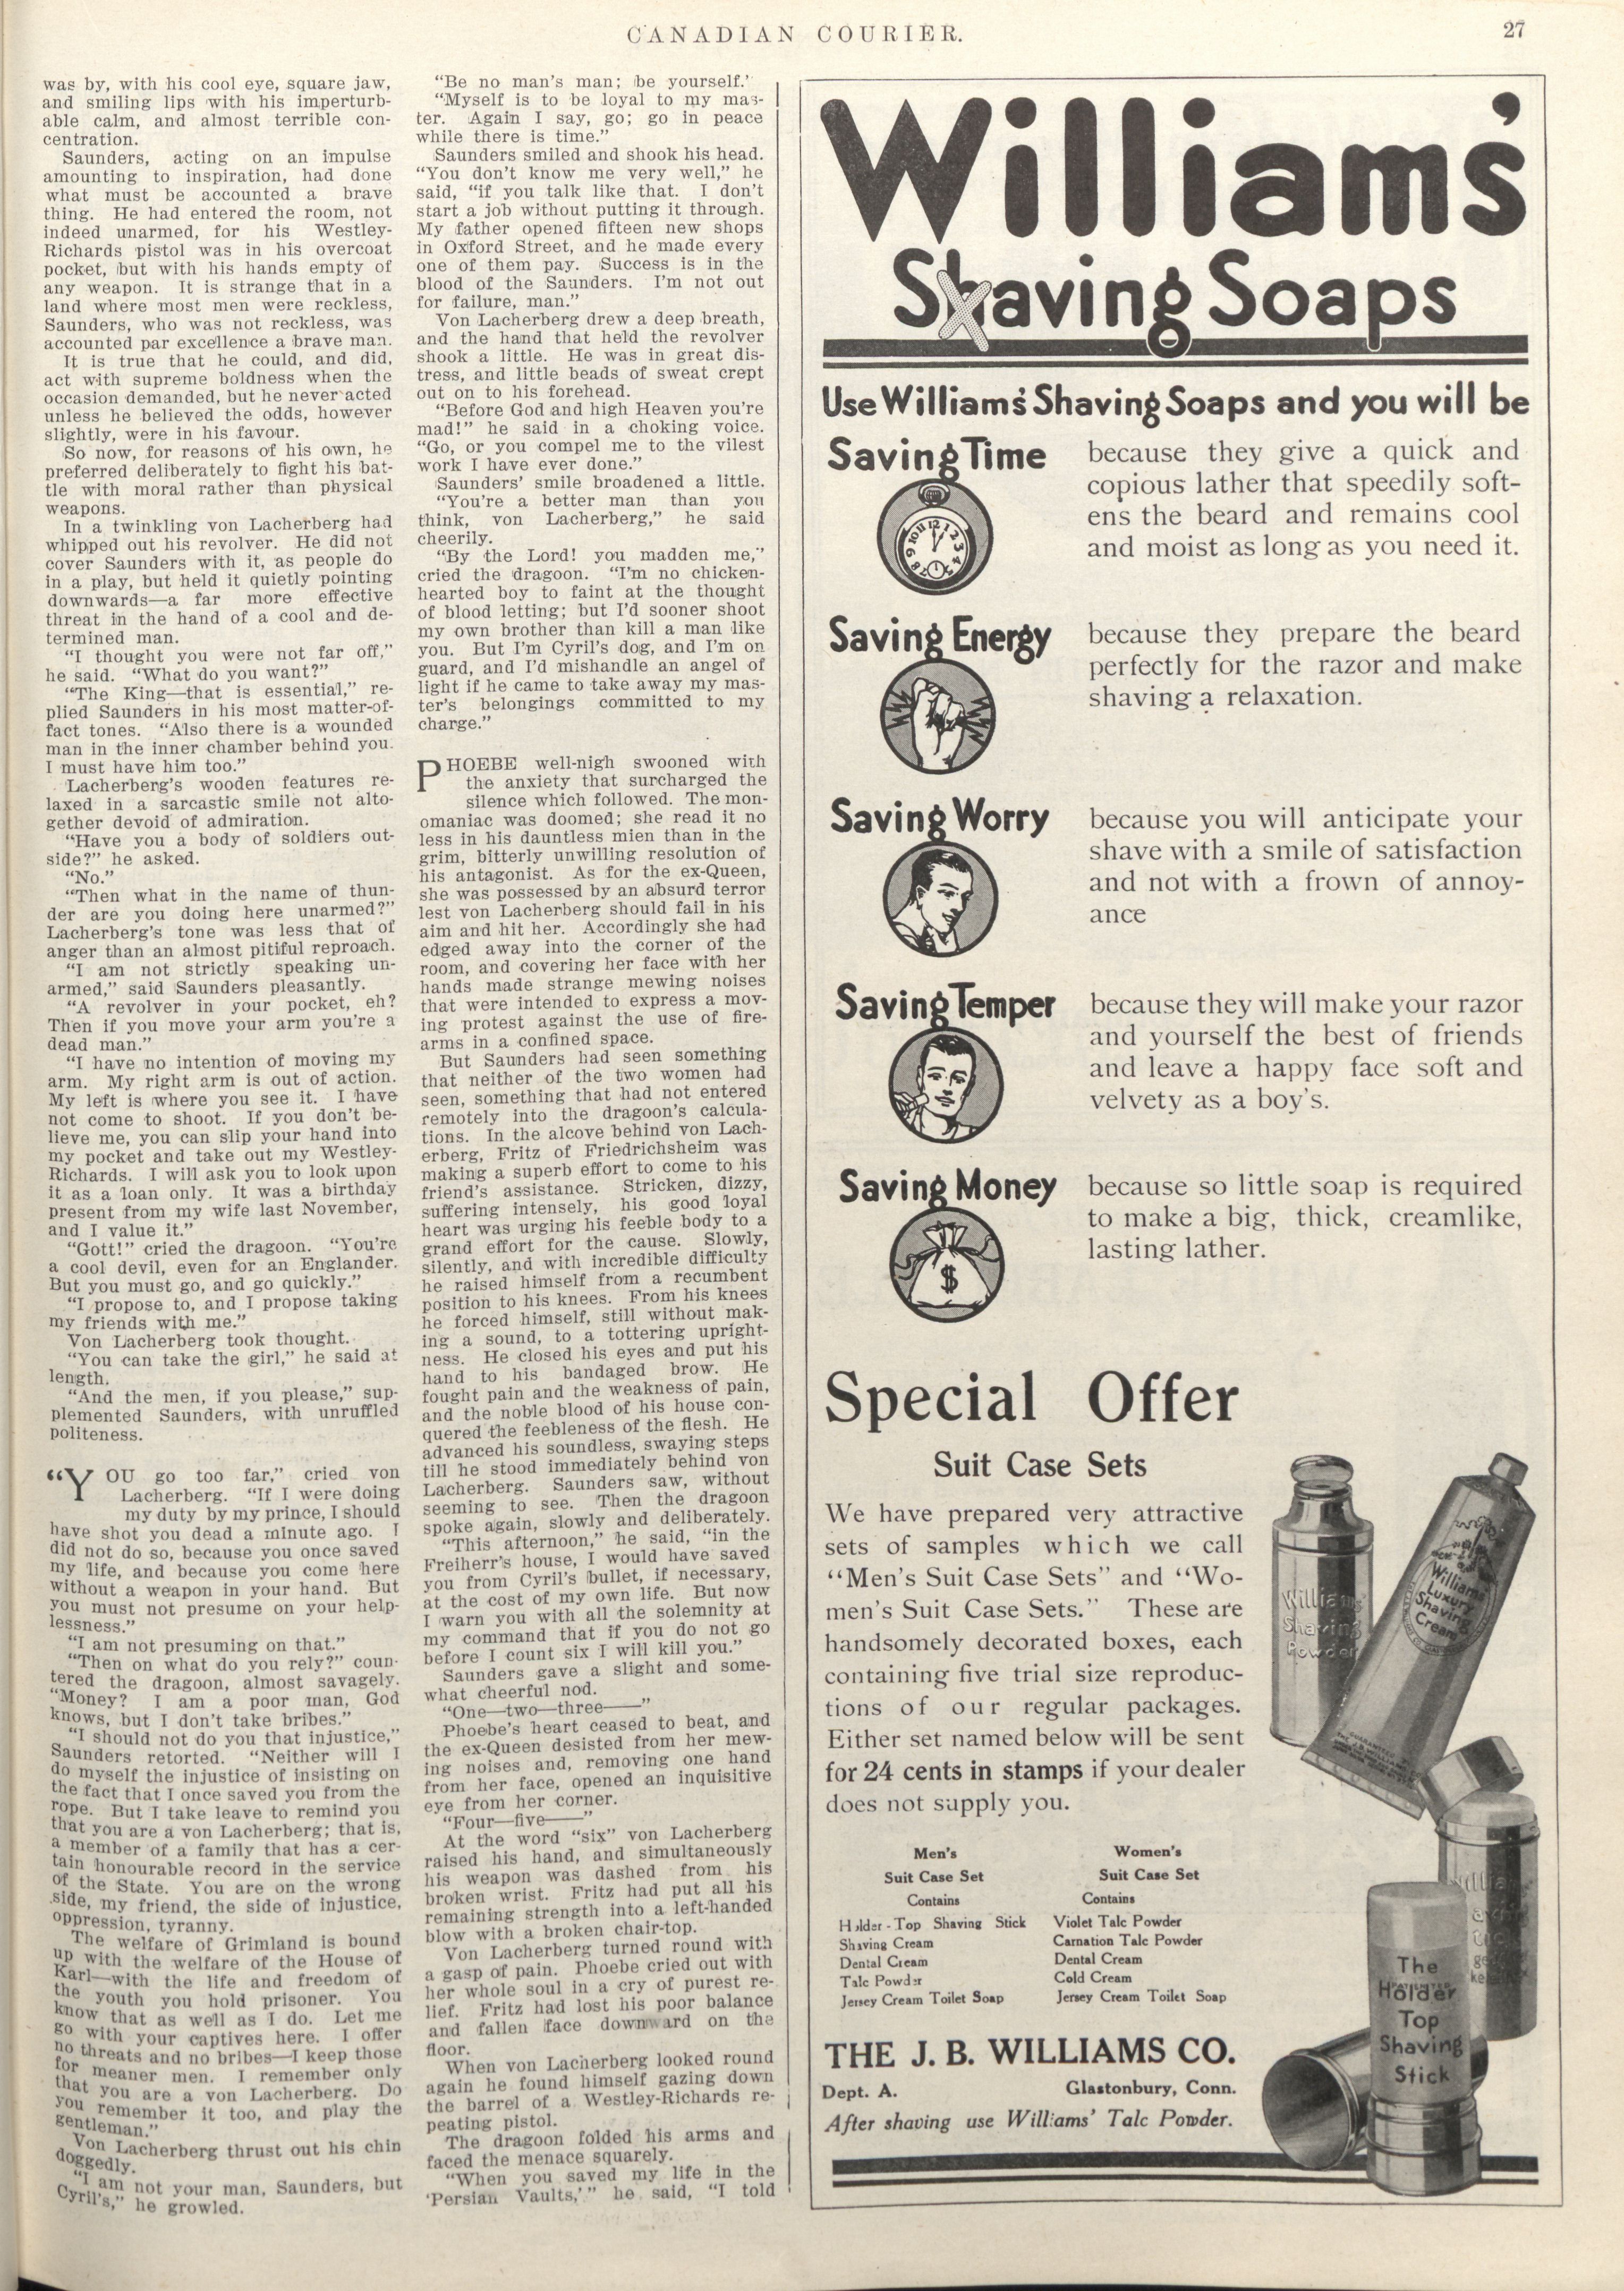 CANADIAN COURIER.
27
was by, with his cool eye, square jaw,
and smiling lips with his imperturb-
able calm, and almost terrible con-
centration.
Saunders, acting on an impulse
amounting to inspiration, had done
what must be accounted a brave
thing. He had entered the room, not
indeed unarmed, for his Westley-
Richards pistol was in his overcoat
pocket, but with his hands empty of
any weapon. It is strange that in a
land where most men were reckless,
Saunders, who was not reckless, was
accounted par excellence a brave man.
It is true that he could, and did,
act with supreme boldness when the
occasion demanded, but he never acted
unless he believed the odds, however
slightly, were in his favour.
So now, for reasons of his own, he
preferred deliberately to fight his bat-
tle with moral rather than physical
weapons.
In a twinkling von Lacherberg had
whipped out his revolver. He did not
cover Saunders with it, as people do
in a play, but held it quietly pointing
downwards—a far more effective
threat in the hand of a cool and de-
termined man.
"I thought you were not far off,"
he said. "What do you want?"
"The King—that is essential," re-
plied Saunders in his most matter-of-
fact tones. "Also there is a wounded
man in the inner chamber behind you.
I must have him too."
Lacherberg's wooden features re-
laxed in a sarcastic smile not alto-
gether devoid of admiration.
"Have you a body of soldiers out-
side?" he asked.
"No."
"Then what in the name of thun-
der are you doing here unarmed?"
Lacherberg's tone was less that of
anger than an almost pitiful reproach.
"I am not strictly speaking un-
armed," said Saunders pleasantly.
"A revolver in your pocket, eh?
Then if you move your arm you're a
dead man."
"I have no intention of moving my
arm. My right arm is out of action.
My left is where you see it. I have
not come to shoot. If you don't be-
lieve me, you can slip your hand into
my pocket and take out my Westley-
Richards. I will ask you to look upon
it as a loan only. It was a birthday
present from my wife last November,
and I value it."
"Gott!" cried the dragoon. "You're
a cool devil, even for an Englander.
But you must go, and go quickly."
"I propose to, and I propose taking
my friends with me."
Von Lacherberg took thought.
"You can take the girl," he said at
length.
"And the men, if you please," sup-
plemented Saunders, with unruffled
politeness.
"YOU go too far," cried von
Lacherberg. "If I were doing
my duty by my prince, I should
have shot you dead a minute ago. I
did not do so, because you once saved
my life, and because you come here
without a weapon in your hand. But
you must not presume on your help-
lessness."
"I am not presuming on that."
"Then on what do you rely?" coun-
tered the dragoon, almost savagely.
"Money? I am a poor man, God
knows, but I don't take bribes."
"I should not do you that injustice,"
Saunders retorted. "Neither will I
do myself the injustice of insisting on
the fact that I once saved you from the
rope. But I take leave to remind you
that you are a von Lacherberg; that is,
a member of a family that has a cer-
tain honourable record in the service
of the State. You are on the wrong
side, my friend, the side of injustice,
oppression, tyranny.
The welfare of Grimland is bound
up with the welfare of the House of
Karl—with the life and freedom of
the youth you hold prisoner. You
know that as well as I do. Let me
go with your captives here. I offer
no threats and no bribes—I keep those
for meaner men. I remember only
that you are a von Lacherberg. Do
you remember it too, and play the
gentleman."
Von Lacherberg thrust out his chin
doggedly.
"I am not your man, Saunders, but
Cyril's," he growled.
"Be no man's man; be yourself.'
"Myself is to be loyal to my mas-
ter. Again I say, go; go in peace
while there is time."
Saunders smiled and shook his head.
"You don't know me very well," he
said, "if you talk like that. I don't
start a job without putting it through.
My father opened fifteen new shops
in Oxford Street, and he made every
one of them pay. Success is in the
blood of the Saunders. I'm not out
for failure, man."
Von Lacherberg drew a deep breath,
and the hand that held the revolver
shook a little. He was in great dis-
tress, and little beads of sweat crept
out on to his forehead.
"Before God and high Heaven you're
mad!" he said in a choking voice.
"Go, or you compel me to the vilest
work I have ever done."
Saunders' smile broadened a little.
"You're a better man than you
think, von Lacherberg," he said
cheerily.
"By the Lord! you madden me,"
cried the dragoon. "I'm no chicken-
hearted boy to faint at the thought
of blood letting; but I'd sooner shoot
my own brother than kill a man like
you. But I'm Cyril's dog, and I'm on
guard, and I'd mishandle an angel of
light if he came to take away my mas-
ter's belongings committed to my
charge."
PHOEBE well-nigh swooned with
the anxiety that surcharged the
silence which followed. The mon-
omaniac was doomed; she read it no
less in his dauntless mien than in the
grim, bitterly unwilling resolution of
his antagonist. As for the ex-Queen,
she was possessed by an absurd terror
lest von Lacherberg should fail in his
aim and hit her. Accordingly she had
edged away into the corner of the
room, and covering her face with her
hands made strange mewing noises
that were intended to express a mov-
ing protest against the use of fire-
arms in a confined space.
But Saunders had seen something
that neither of the two women had
seen, something that had not entered
remotely into the dragoon's calcula-
tions. In the alcove behind von Lach-
erberg, Fritz of Friedrichsheim was
making a superb effort to come to his
friend's assistance. Stricken, dizzy,
suffering intensely, his good loyal
heart was urging his feeble body to a
grand effort for the cause. Slowly,
silently, and with incredible difficulty
he raised himself from a recumbent
position to his knees. From his knees
he forced himself, still without mak-
ing a sound, to a tottering upright-
ness. He closed his eyes and put his
hand to his bandaged brow. He
fought pain and the weakness of pain,
and the noble blood of his house con-
quered the feebleness of the flesh. He
advanced his soundless, swaying steps
till he stood immediately behind von
Lacherberg. Saunders saw, without
seeming to see. Then the dragoon
spoke again, slowly and deliberately.
"This afternoon," he said, "in the
Freiherr's house, I would have saved
you from Cyril's bullet, if necessary,
at the cost of my own life. But now
I warn you with all the solemnity at
my command that if you do not go
before I count six I will kill you."
Saunders gave a slight and some-
what cheerful nod.
"One—two—three——"
Phoebe's heart ceased to beat, and
the ex-Queen desisted from her mew-
ing noises and, removing one hand
from her face, opened an inquisitive
eye from her corner.
"Four—five——"
At the word "six" von Lacherberg
raised his hand, and simultaneously
his weapon was dashed from his
broken wrist. Fritz had put all his
remaining strength into a left-handed
blow with a broken chair-top.
Von Lacherberg turned round with
a gasp of pain. Phoebe cried out with
her whole soul in a cry of purest re-
lief. Fritz had lost his poor balance
and fallen face downward on the
floor.
When von Lacherberg looked round
again he found himself gazing down
the barrel of a Westley-Richards re-
peating pistol.
The dragoon folded his arms and
faced the menace squarely.
"When you saved my life in the
'Persian Vaults,'" he said, "I told
Williams'
Shaving Soaps
Use Williams' Shaving Soaps and you will be
Saving Time
because they give a quick and
copious lather that speedily soft-
ens the beard and remains cool
and moist as long as you need it.
Saving Energy
because they prepare the beard
perfectly for the razor and make
shaving a relaxation.
Saving Worry
because you will anticipate your
shave with a smile of satisfaction
and not with a frown of annoy-
ance
Saving Temper
because they will make your razor
and yourself the best of friends
and leave a happy face soft and
velvety as a boy's.
Saving Money
because so little soap is required
to make a big, thick, creamlike,
lasting lather.
$
Special Offer
Suit Case Sets
We have prepared very attractive
sets of samples which we call
"Men's Suit Case Sets" and "Wo-
men's Suit Case Sets." These are
handsomely decorated boxes, each
containing five trial size reproduc-
tions of our regular packages.
Either set named below will be sent
for 24 cents in stamps if your dealer
does not supply you.
Men's
Suit Case Set
Contains
Holder-Top Shaving Stick
Shaving Cream
Dental Cream
Talc Powder
Jersey Cream Toilet Soap
Women's
Suit Case Set
Contains
Violet Talc Powder
Carnation Talc Powder
Dental Cream
Cold Cream
Jersey Cream Toilet Soap
THE J. B. WILLIAMS CO.
Dept. A.
Glastonbury, Conn.
After shaving use Williams' Talc Powder.
Williams
Shaving
Powder
Williams
Luxury
Shaving
Cream
The
Holder
Top
Shaving
Stick